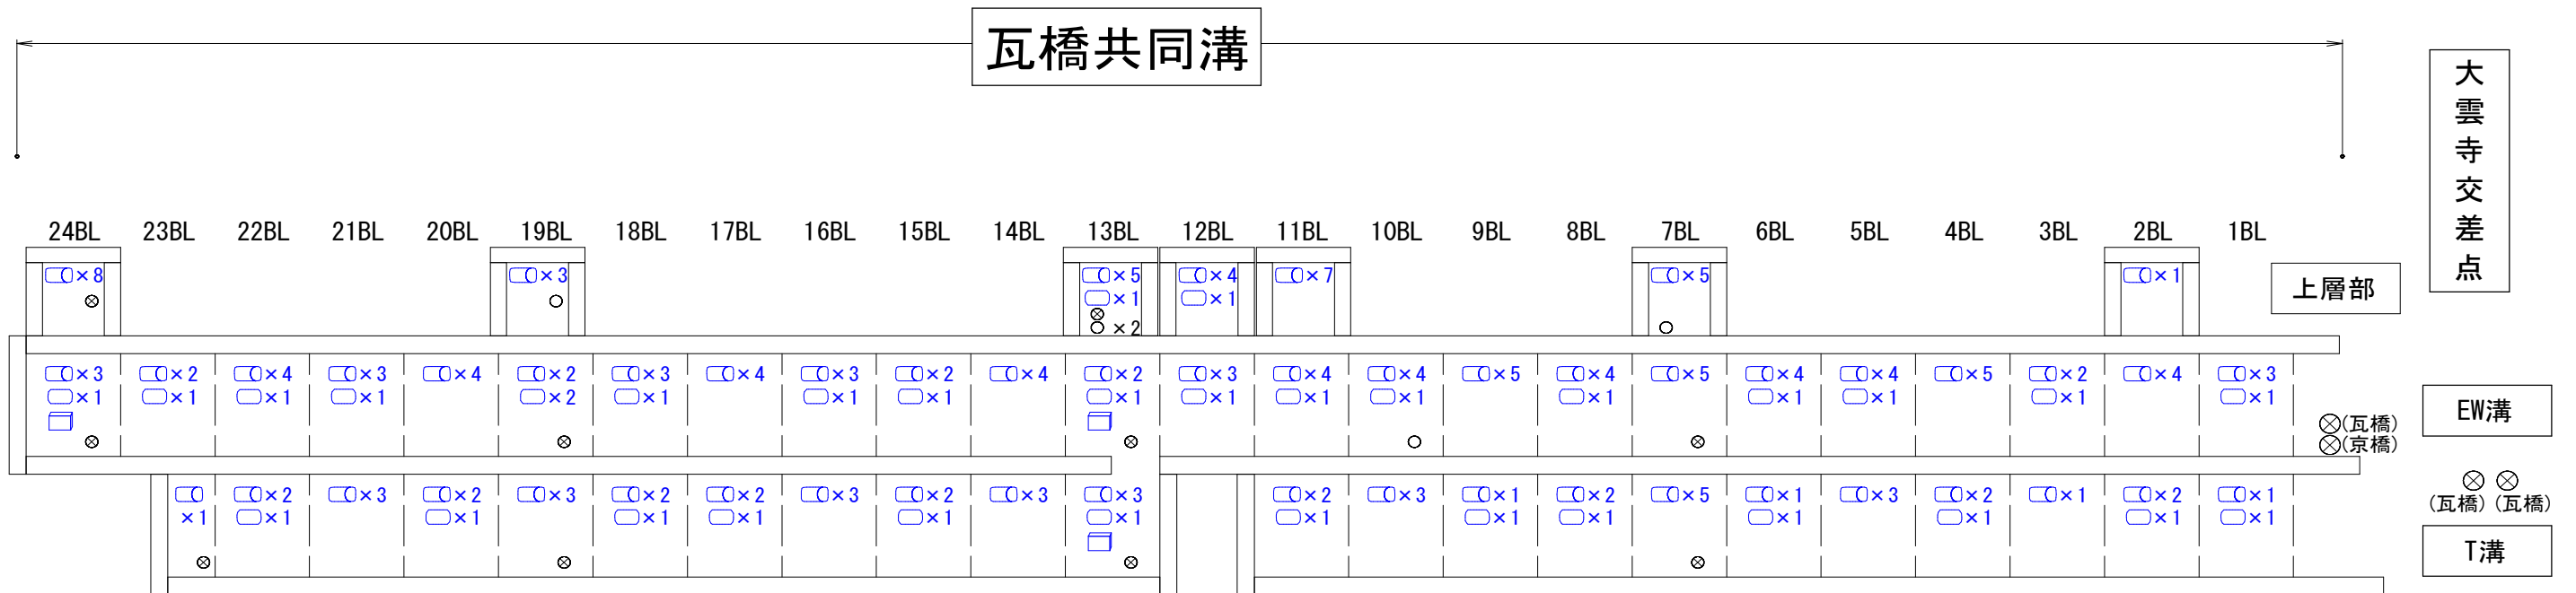 瓦橋共同溝
大雲寺交差点
24BL 23BL 22BL 21BL 20BL 19BL 18BL 17BL 16BL 15BL 14BL 13BL 12BL 11BL 10BL 9BL 8BL 7BL 6BL 5BL 4BL 3BL 2BL 1BL
×8 ×3 ×5 ×4 ×7 ×5 ×1
×1 ×1
×2
上層部
×3 ×2 ×4 ×3 ×4 ×2 ×3 ×4 ×3 ×2 ×4 ×2 ×3 ×4 ×4 ×5 ×4 ×5 ×4 ×4 ×5 ×2 ×4 ×3
×1 ×1 ×1 ×1 ×2 ×1 ×1 ×1 ×1 ×1 ×1 ×1 ×1 ×1 ×1 ×1 ×1
EW溝
(瓦橋)
(京橋)
×2 ×3 ×2 ×3 ×2 ×2 ×3 ×2 ×3 ×3 ×2 ×3 ×1 ×2 ×5 ×1 ×3 ×2 ×1 ×2 ×1
×1 ×1 ×1 ×1 ×1 ×1 ×1 ×1 ×1 ×1 ×1 ×1 ×1 ×1
(瓦橋) (瓦橋)
T溝